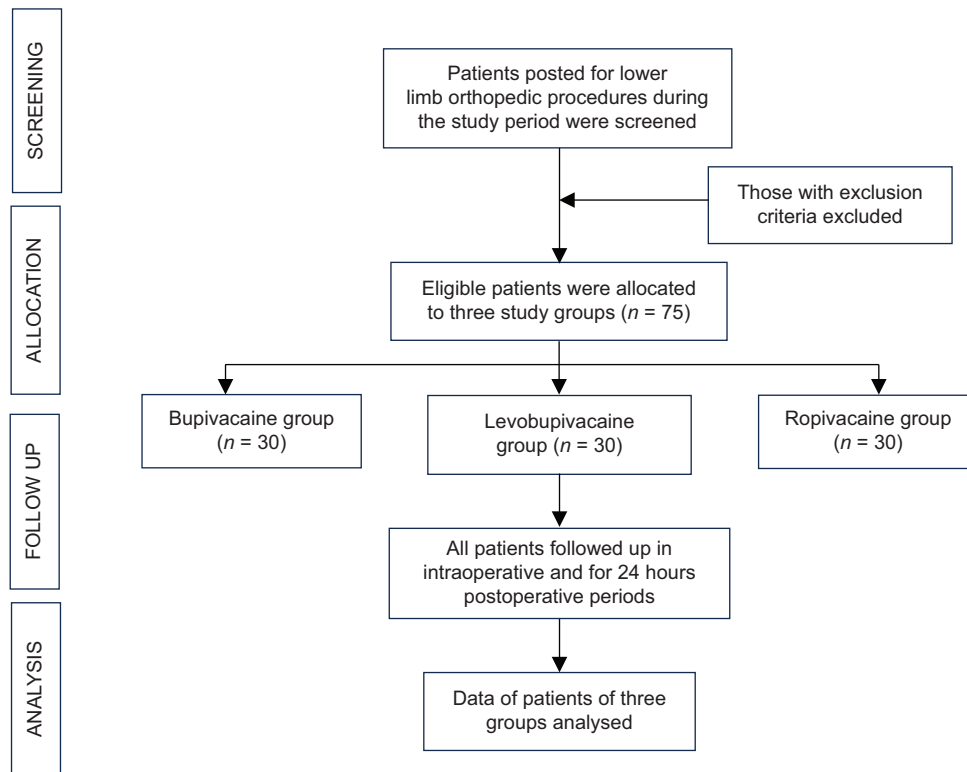 SCREENING
Patients posted for lower
limb orthopedic procedures during
the study period were screened
Those with exclusion
criteria excluded
ALLOCATION
Eligible patients were allocated
to three study groups (n = 75)
Bupivacaine group
(n = 30)
Levobupivacaine
group (n = 30)
Ropivacaine group
(n = 30)
FOLLOW UP
All patients followed up in
intraoperative and for 24 hours
postoperative periods
ANALYSIS
Data of patients of three
groups analysed